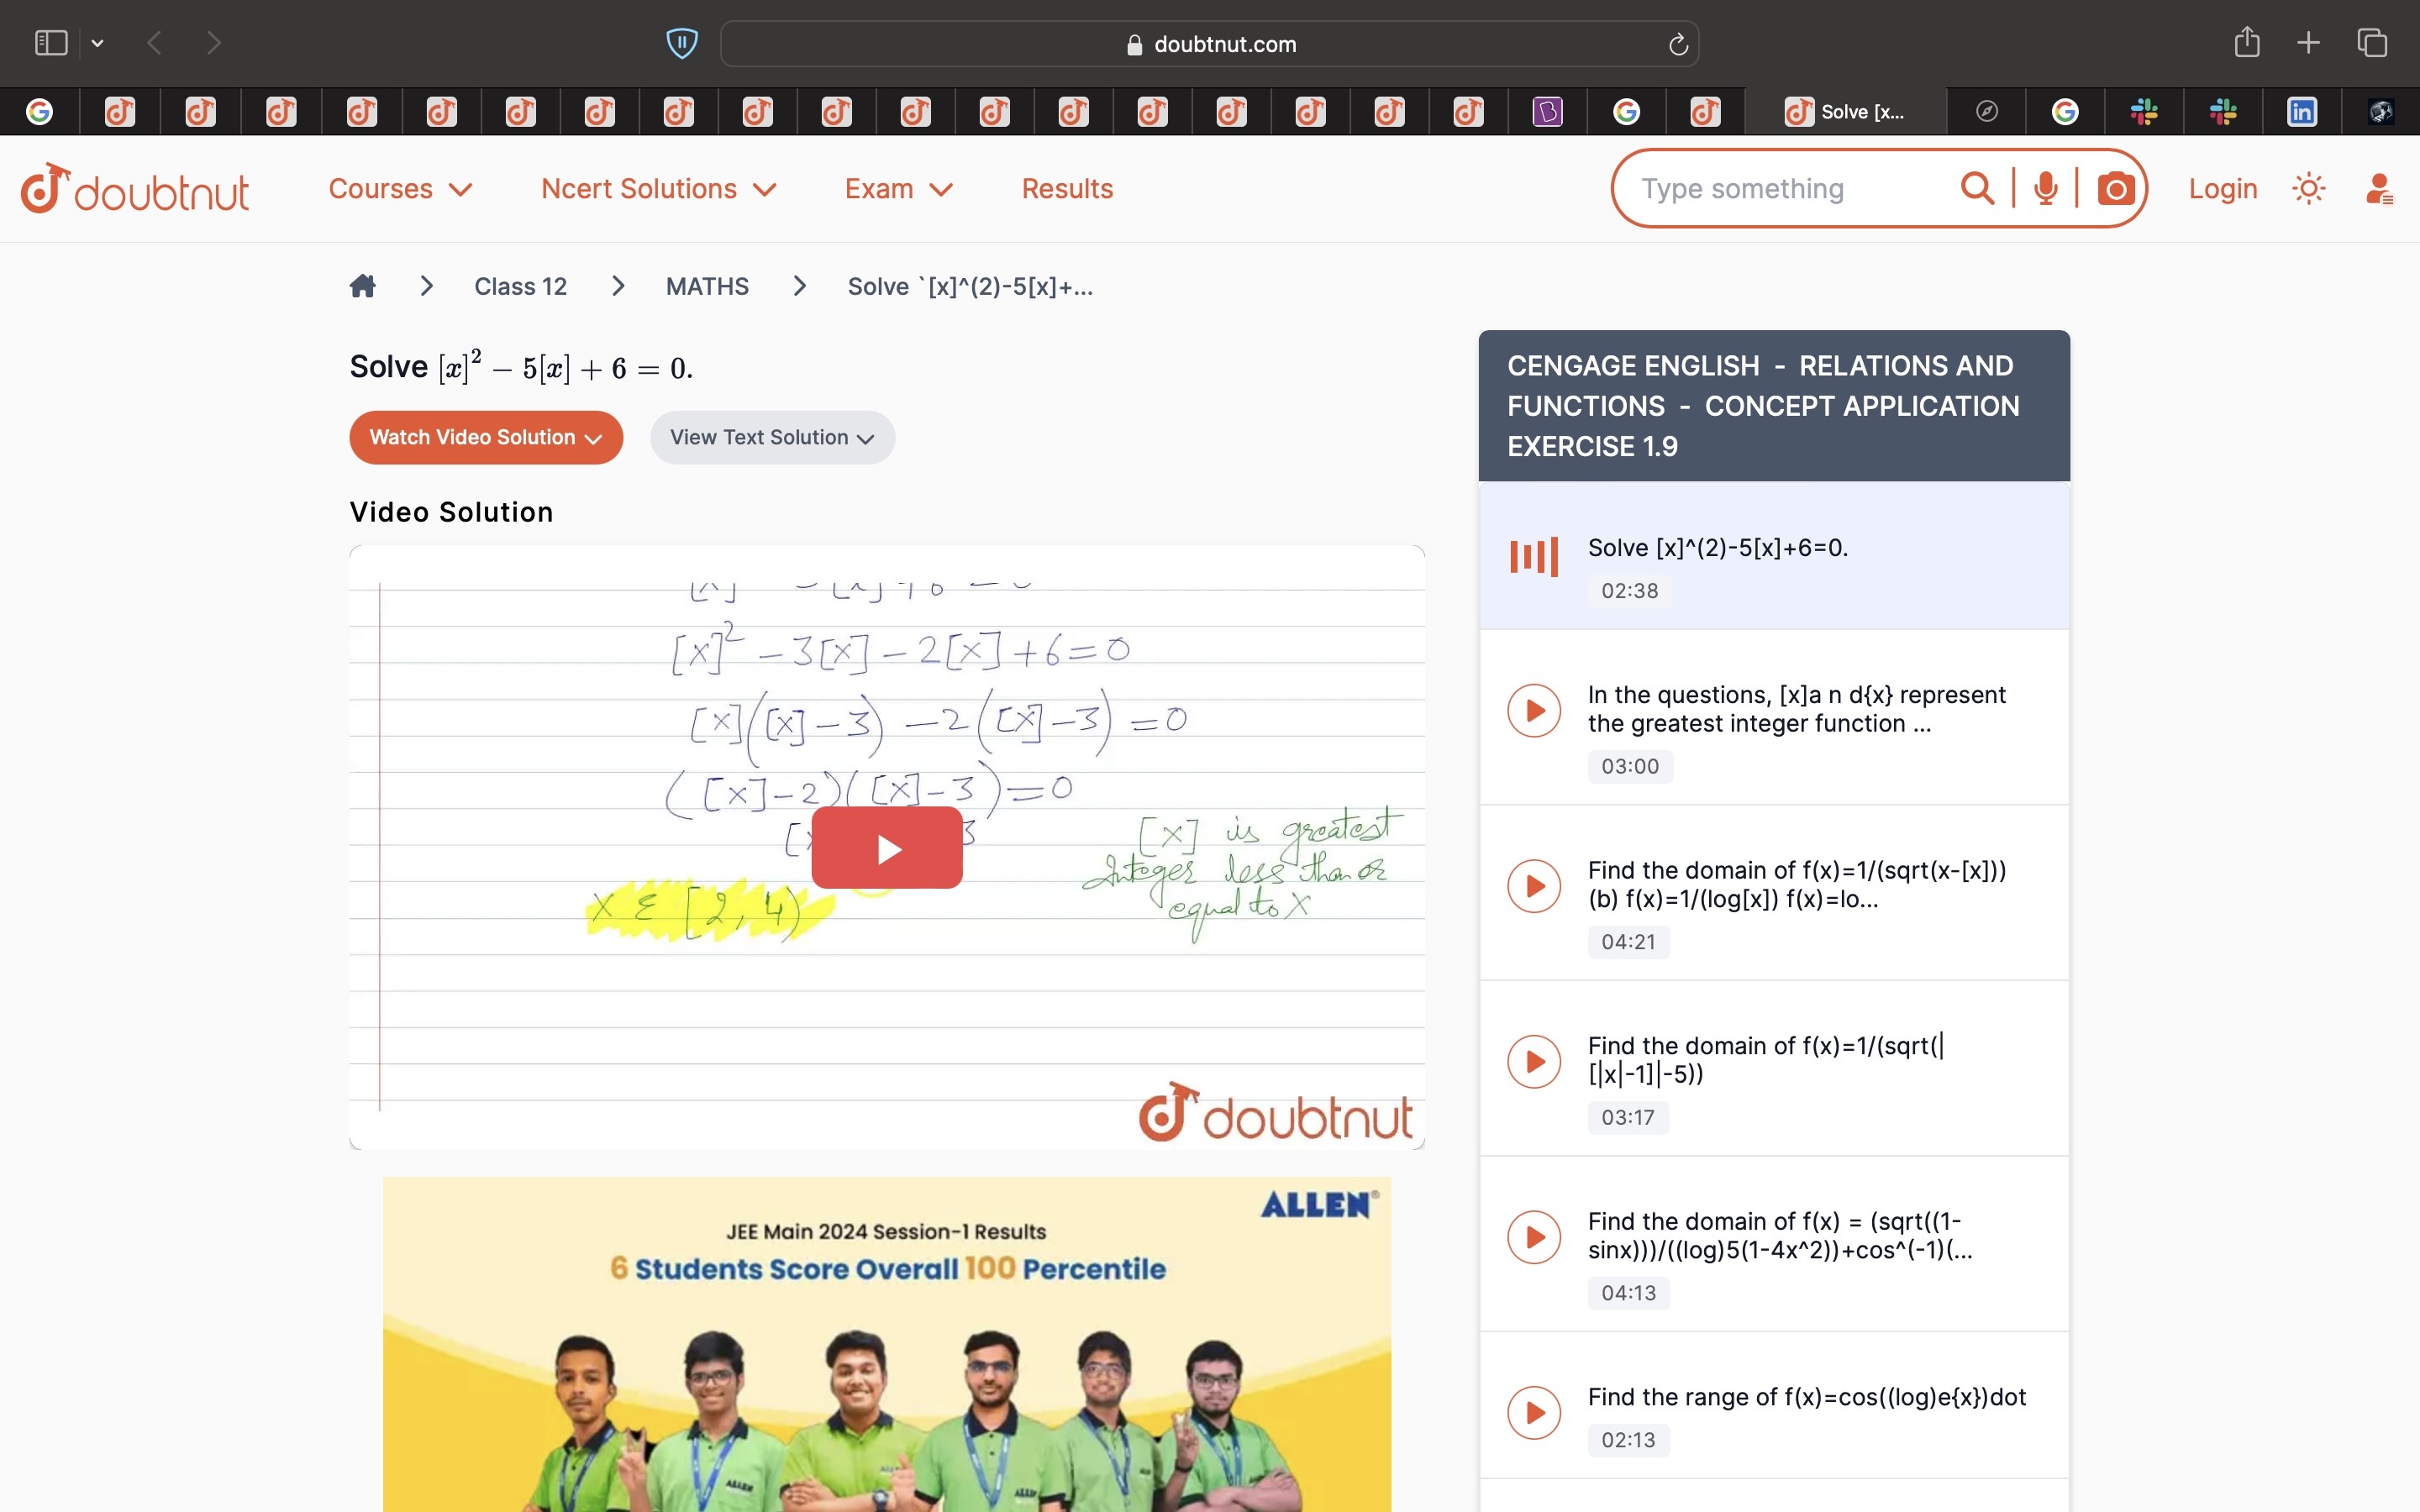 doubtnut.com
Solve [x...
doubtnut
Courses
Ncert Solutions
Exam
Results
Type something
Login
Class 12
MATHS
Solve `[x]^(2)-5[x]+...
Solve [x]² − 5[x] + 6 = 0.
Watch Video Solution
View Text Solution
Video Solution
[x]² − 3[x] − 2[x] + 6 = 0
[x]([x] − 3) − 2([x] − 3) = 0
([x] − 2)([x] − 3) = 0
3
[x] is greatest
Integer less than or
equal to X
X ε [2, 4)
doubtnut
ALLEN®
JEE Main 2024 Session-1 Results
6 Students Score Overall 100 Percentile
ALLEN
ALLEN
CENGAGE ENGLISH - RELATIONS AND
FUNCTIONS - CONCEPT APPLICATION
EXERCISE 1.9
Solve [x]^(2)-5[x]+6=0.
02:38
In the questions, [x]a n d{x} represent
the greatest integer function ...
03:00
Find the domain of f(x)=1/(sqrt(x-[x]))
(b) f(x)=1/(log[x]) f(x)=lo...
04:21
Find the domain of f(x)=1/(sqrt(|
[|x|-1]|-5))
03:17
Find the domain of f(x) = (sqrt((1-
sinx)))/((log)5(1-4x^2))+cos^(-1)(...
04:13
Find the range of f(x)=cos((log)e{x})dot
02:13